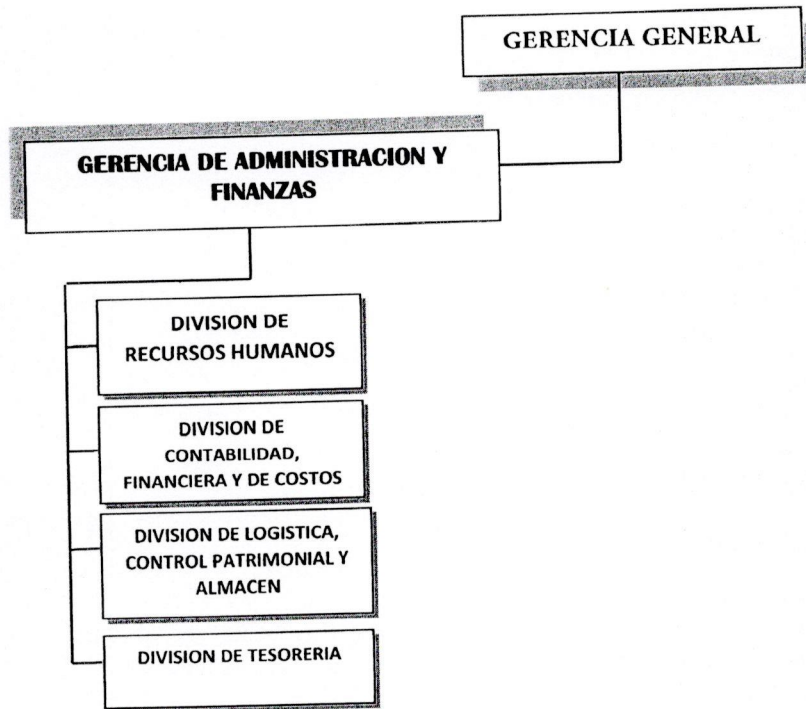 GERENCIA GENERAL
GERENCIA DE ADMINISTRACION Y
FINANZAS
DIVISION DE
RECURSOS HUMANOS
DIVISION DE
CONTABILIDAD,
FINANCIERA Y DE COSTOS
DIVISION DE LOGISTICA,
CONTROL PATRIMONIAL Y
ALMACEN
DIVISION DE TESORERIA